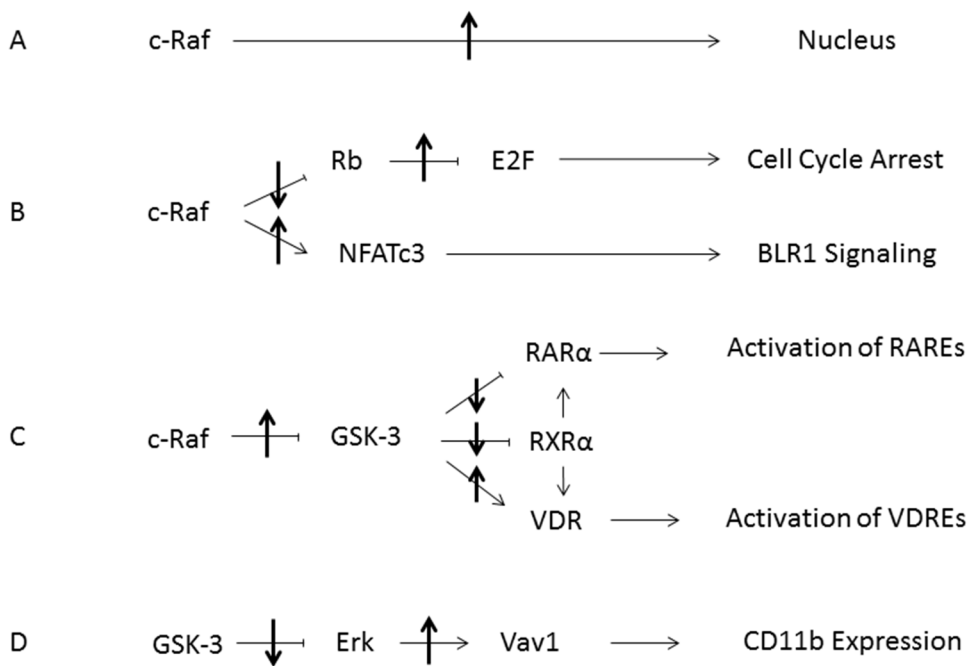 A c-Raf Nucleus
Rb E2F Cell Cycle Arrest
B c-Raf
NFATc3 BLR1 Signaling
RARα Activation of RAREs
C c-Raf GSK-3 RXRα
VDR Activation of VDREs
D GSK-3 Erk Vav1 CD11b Expression